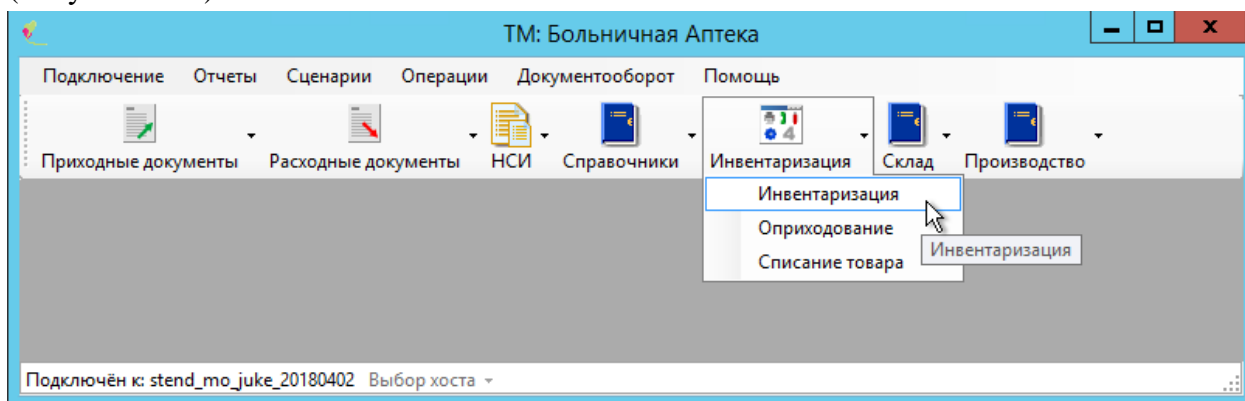 ТМ: Больничная Аптека
Подключение Отчеты Сценарии Операции Документооборот Помощь
Приходные документы Расходные документы НСИ Справочники Инвентаризация Склад Производство
Инвентаризация
Оприходование
Инвентаризация
Списание товара
Подключён к: stend_mo_juke_20180402 Выбор хоста